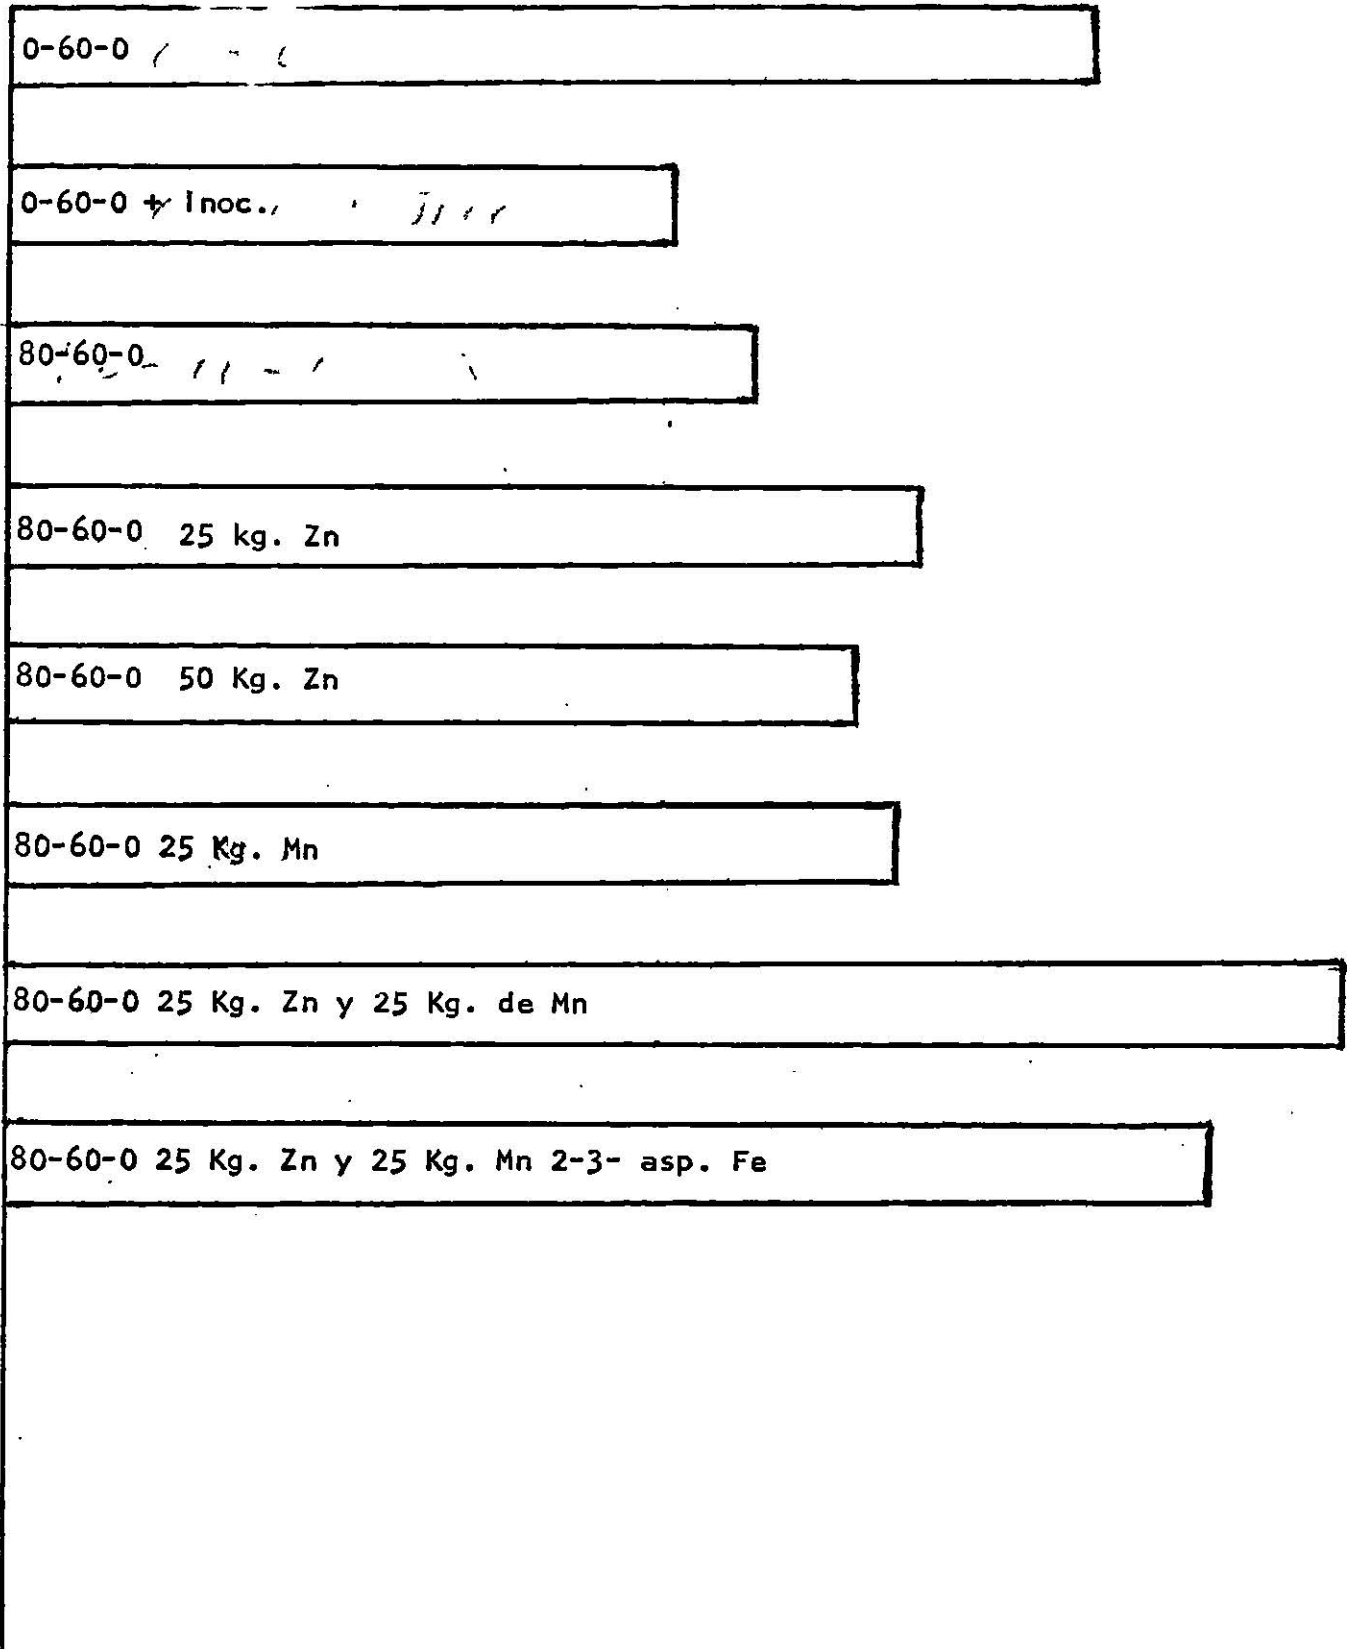 0-60-0
0-60-0 + Inoc.
80-60-0
80-60-0 25 kg. Zn
80-60-0 50 Kg. Zn
80-60-0 25 Kg. Mn
80-60-0 25 Kg. Zn y 25 Kg. de Mn
80-60-0 25 Kg. Zn y 25 Kg. Mn 2-3- asp. Fe